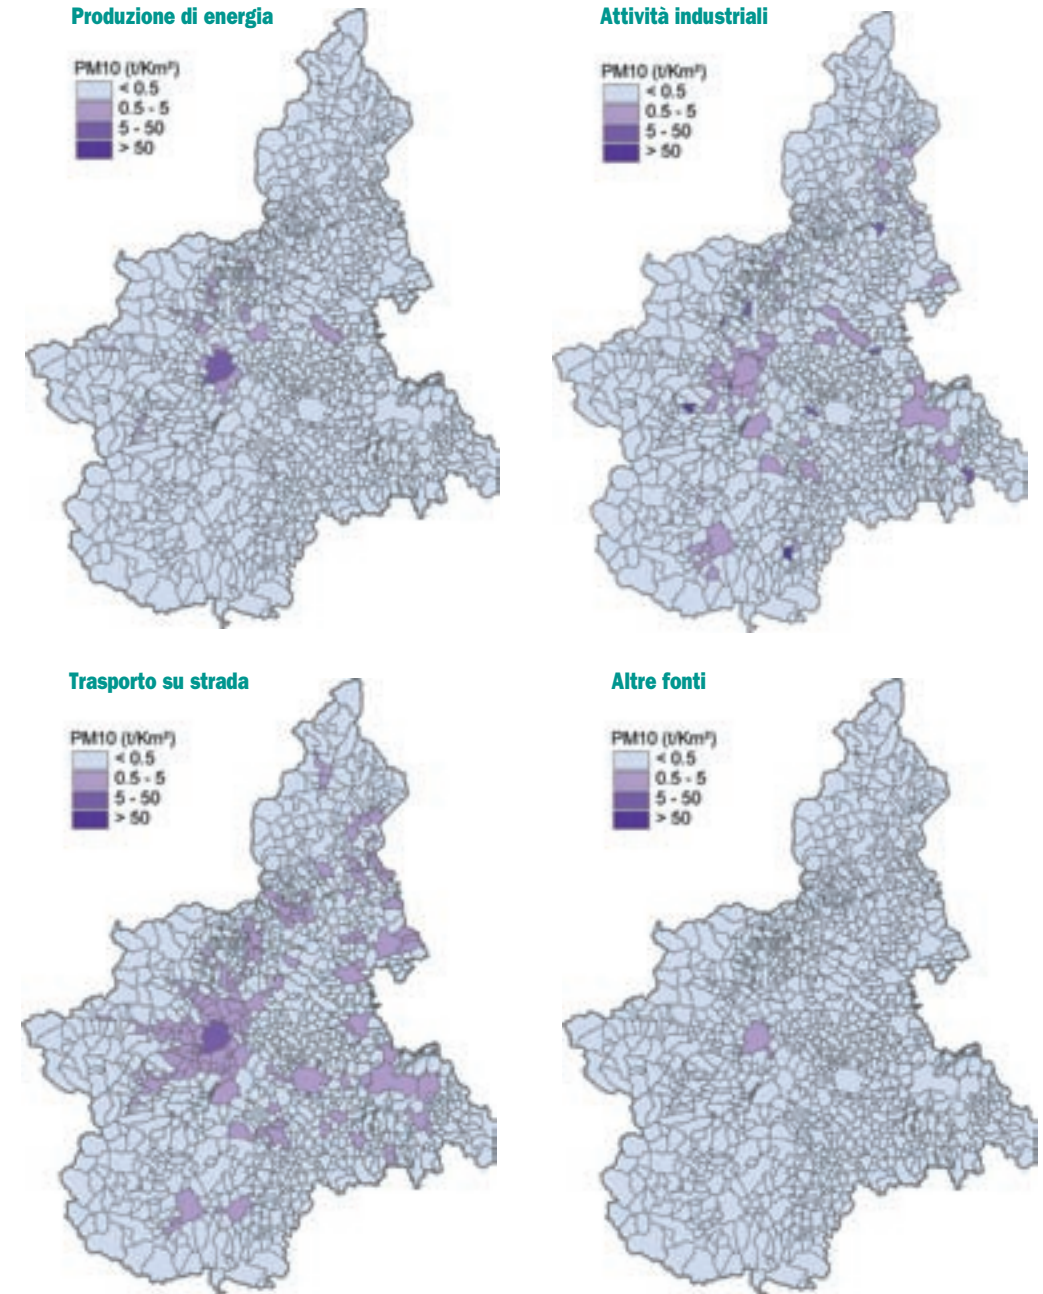 Produzione di energia
PM10 (t/Km²)
< 0.5
0.5 - 5
5 - 50
> 50
Attività industriali
PM10 (t/Km²)
< 0.5
0.5 - 5
5 - 50
> 50
Trasporto su strada
PM10 (t/Km²)
< 0.5
0.5 - 5
5 - 50
> 50
Altre fonti
PM10 (t/Km²)
< 0.5
0.5 - 5
5 - 50
> 50